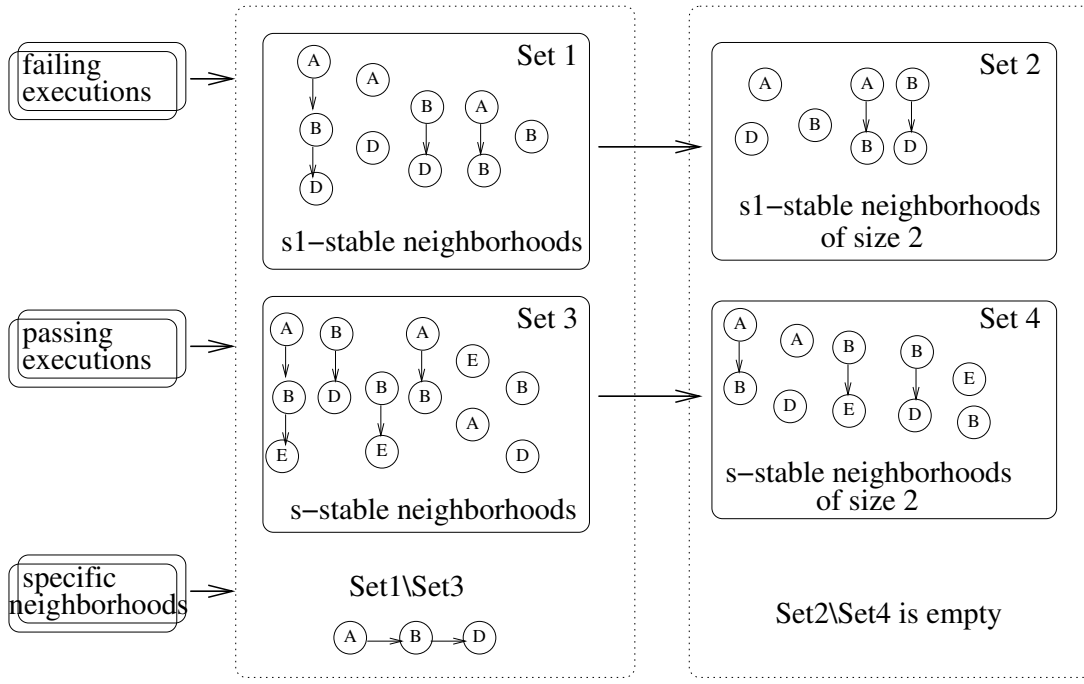 failing
executions
Set 1
A
A
B
A
B
B
D
D
B
D
s1−stable neighborhoods
Set 2
A
A
B
D
B
B
D
s1−stable neighborhoods
of size 2
passing
executions
Set 3
A
B
A
E
B
D
B
B
B
A
E
E
D
s−stable neighborhoods
Set 4
A
A
B
B
E
B
D
E
D
B
s−stable neighborhoods
of size 2
specific
neighborhoods
Set1\Set3
A B D
Set2\Set4 is empty